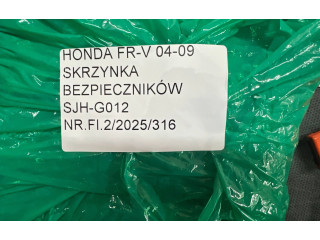 HONDA FR-V 04-09
SKRZYNKA
BEZPIECZNIKÓW
SJH-G012
NR.FI.2/2025/316